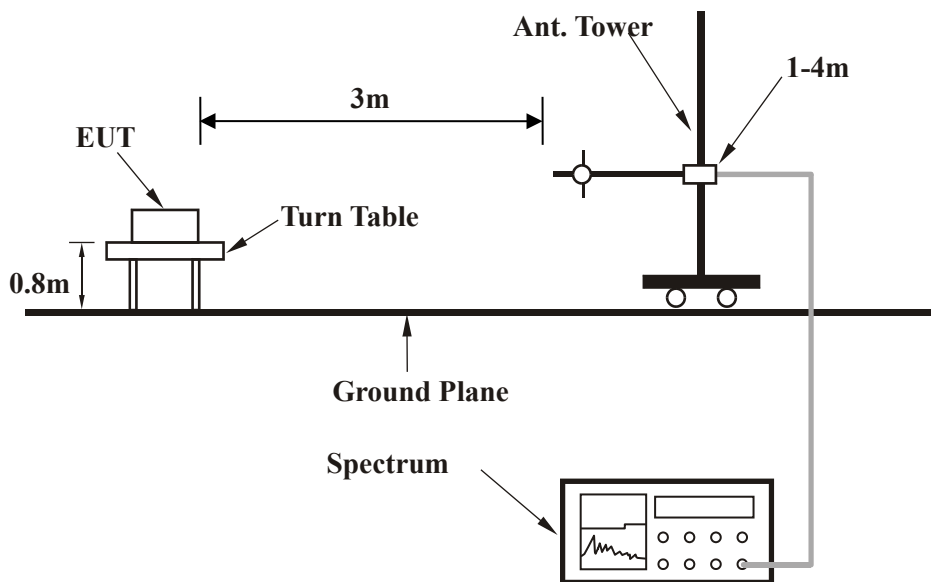 Ant. Tower
1-4m
3m
EUT
Turn Table
0.8m
Ground Plane
Spectrum